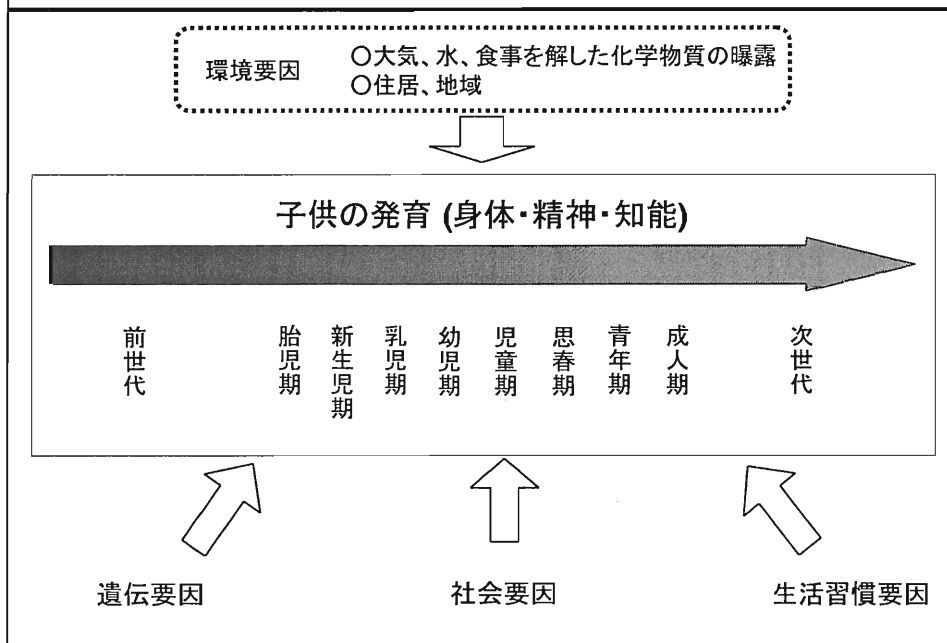 環境要因
○大気、水、食事を解した化学物質の曝露
○住居、地域
子供の発育 (身体・精神・知能)
前世代
胎児期
新生児期
乳児期
幼児期
児童期
思春期
青年期
成人期
次世代
遺伝要因
社会要因
生活習慣要因